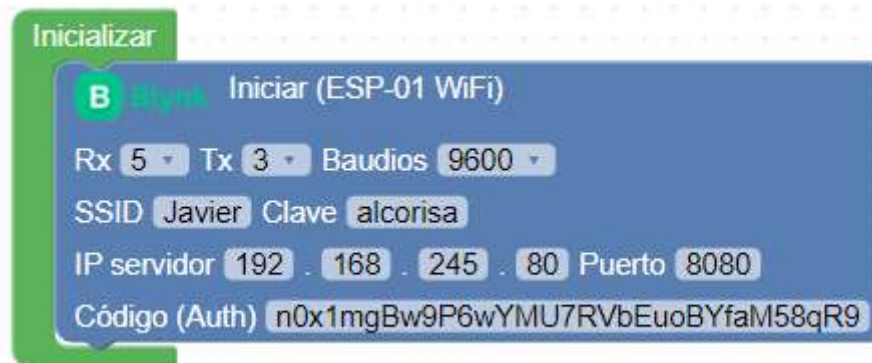 Inicializar
B Blynk Iniciar (ESP-01 WiFi)
Rx 5 Tx 3 Baudios 9600
SSID Javier Clave alcorisa
IP servidor 192 . 168 . 245 . 80 Puerto 8080
Código (Auth) n0x1mgBw9P6wYMU7RVbEuoBYfaM58qR9